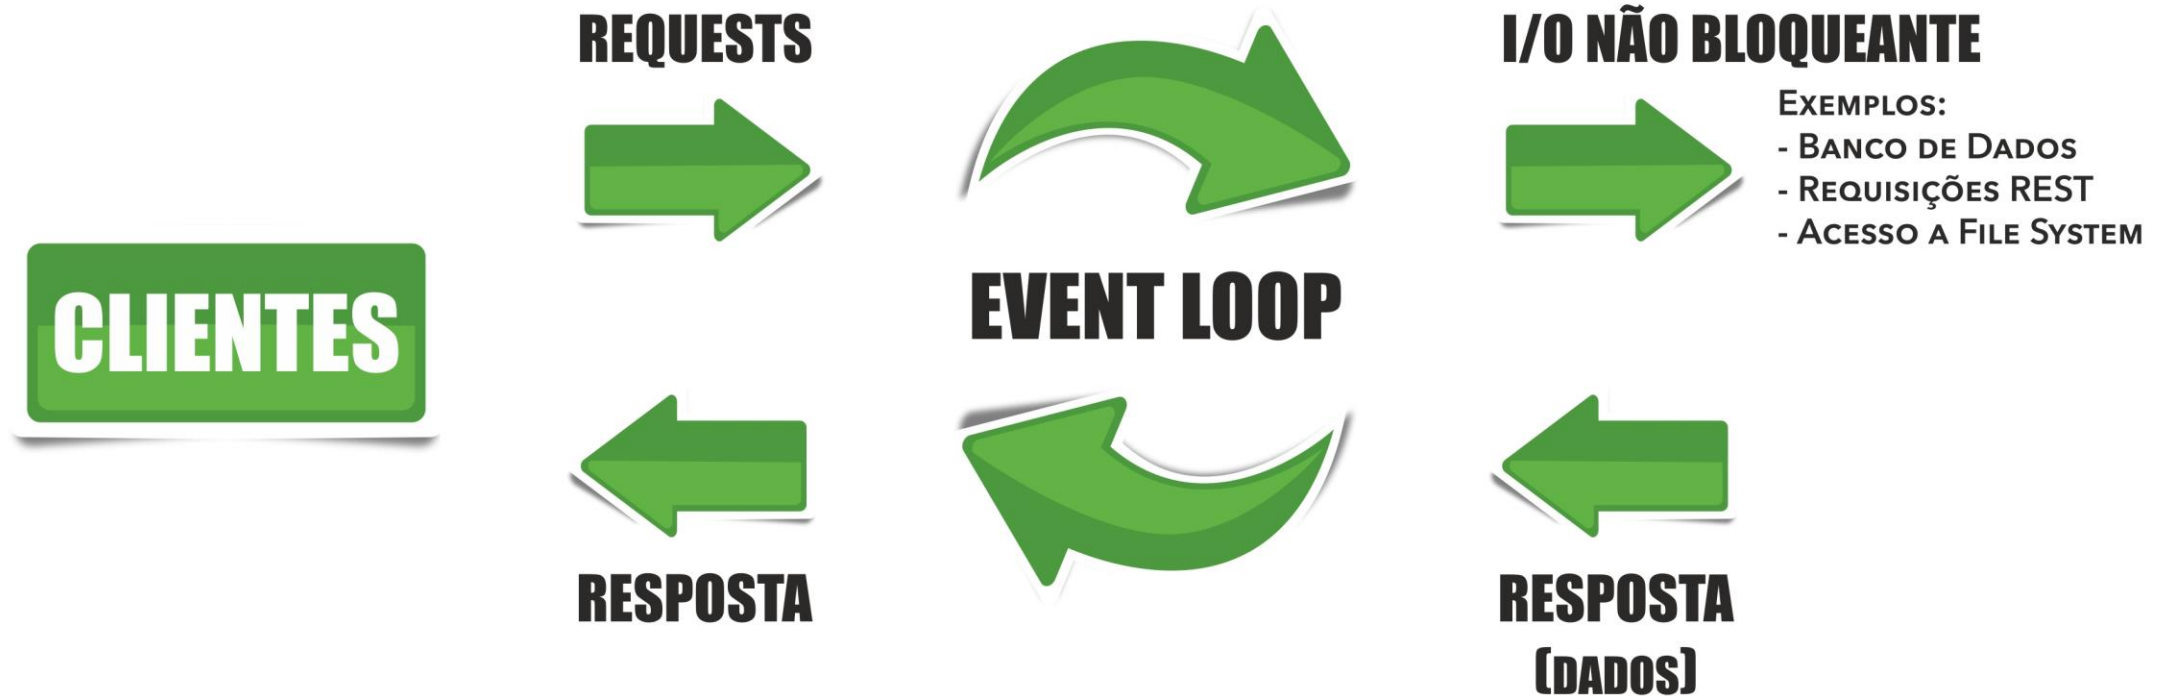 REQUESTS
I/O NÃO BLOQUEANTE
EXEMPLOS:
- BANCO DE DADOS
- REQUISIÇÕES REST
- ACESSO A FILE SYSTEM
CLIENTES
EVENT LOOP
RESPOSTA
RESPOSTA
(DADOS)